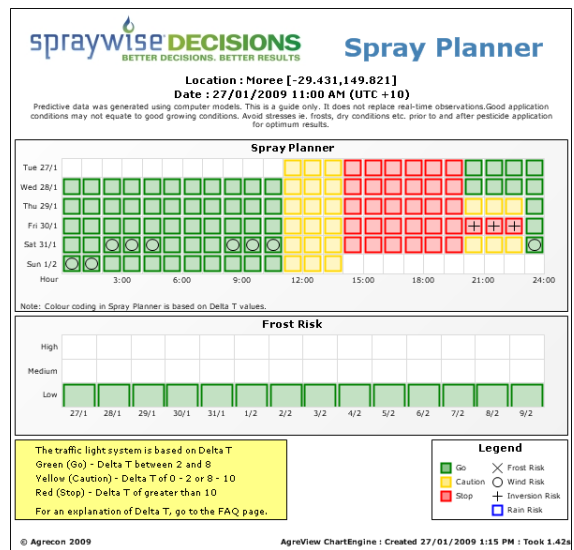 spraywise DECISIONS
BETTER DECISIONS. BETTER RESULTS
Spray Planner
Location : Moree [-29.431,149.821]
Date : 27/01/2009 11:00 AM (UTC +10)
Predictive data was generated using computer models. This is a guide only. It does not replace real-time observations.Good application
conditions may not equate to good growing conditions. Avoid stresses ie. frosts, dry conditions etc. prior to and after pesticide application
for optimum results.
Spray Planner
Tue 27/1
Wed 28/1
Thu 29/1
Fri 30/1
Sat 31/1
Sun 1/2
Hour 3:00 6:00 9:00 12:00 15:00 18:00 21:00 24:00
Note: Colour coding in Spray Planner is based on Delta T values.
Frost Risk
High
Medium
Low
27/1 28/1 29/1 30/1 31/1 1/2 2/2 3/2 4/2 5/2 6/2 7/2 8/2 9/2
The traffic light system is based on Delta T
Green (Go) - Delta T between 2 and 8
Yellow (Caution) - Delta T of 0 - 2 or 8 - 10
Red (Stop) - Delta T of greater than 10
For an explanation of Delta T, go to the FAQ page.
Legend
Go Frost Risk
Caution Wind Risk
Stop Inversion Risk
Rain Risk
© Agrecon 2009 AgreView ChartEngine : Created 27/01/2009 1:15 PM : Took 1.42s